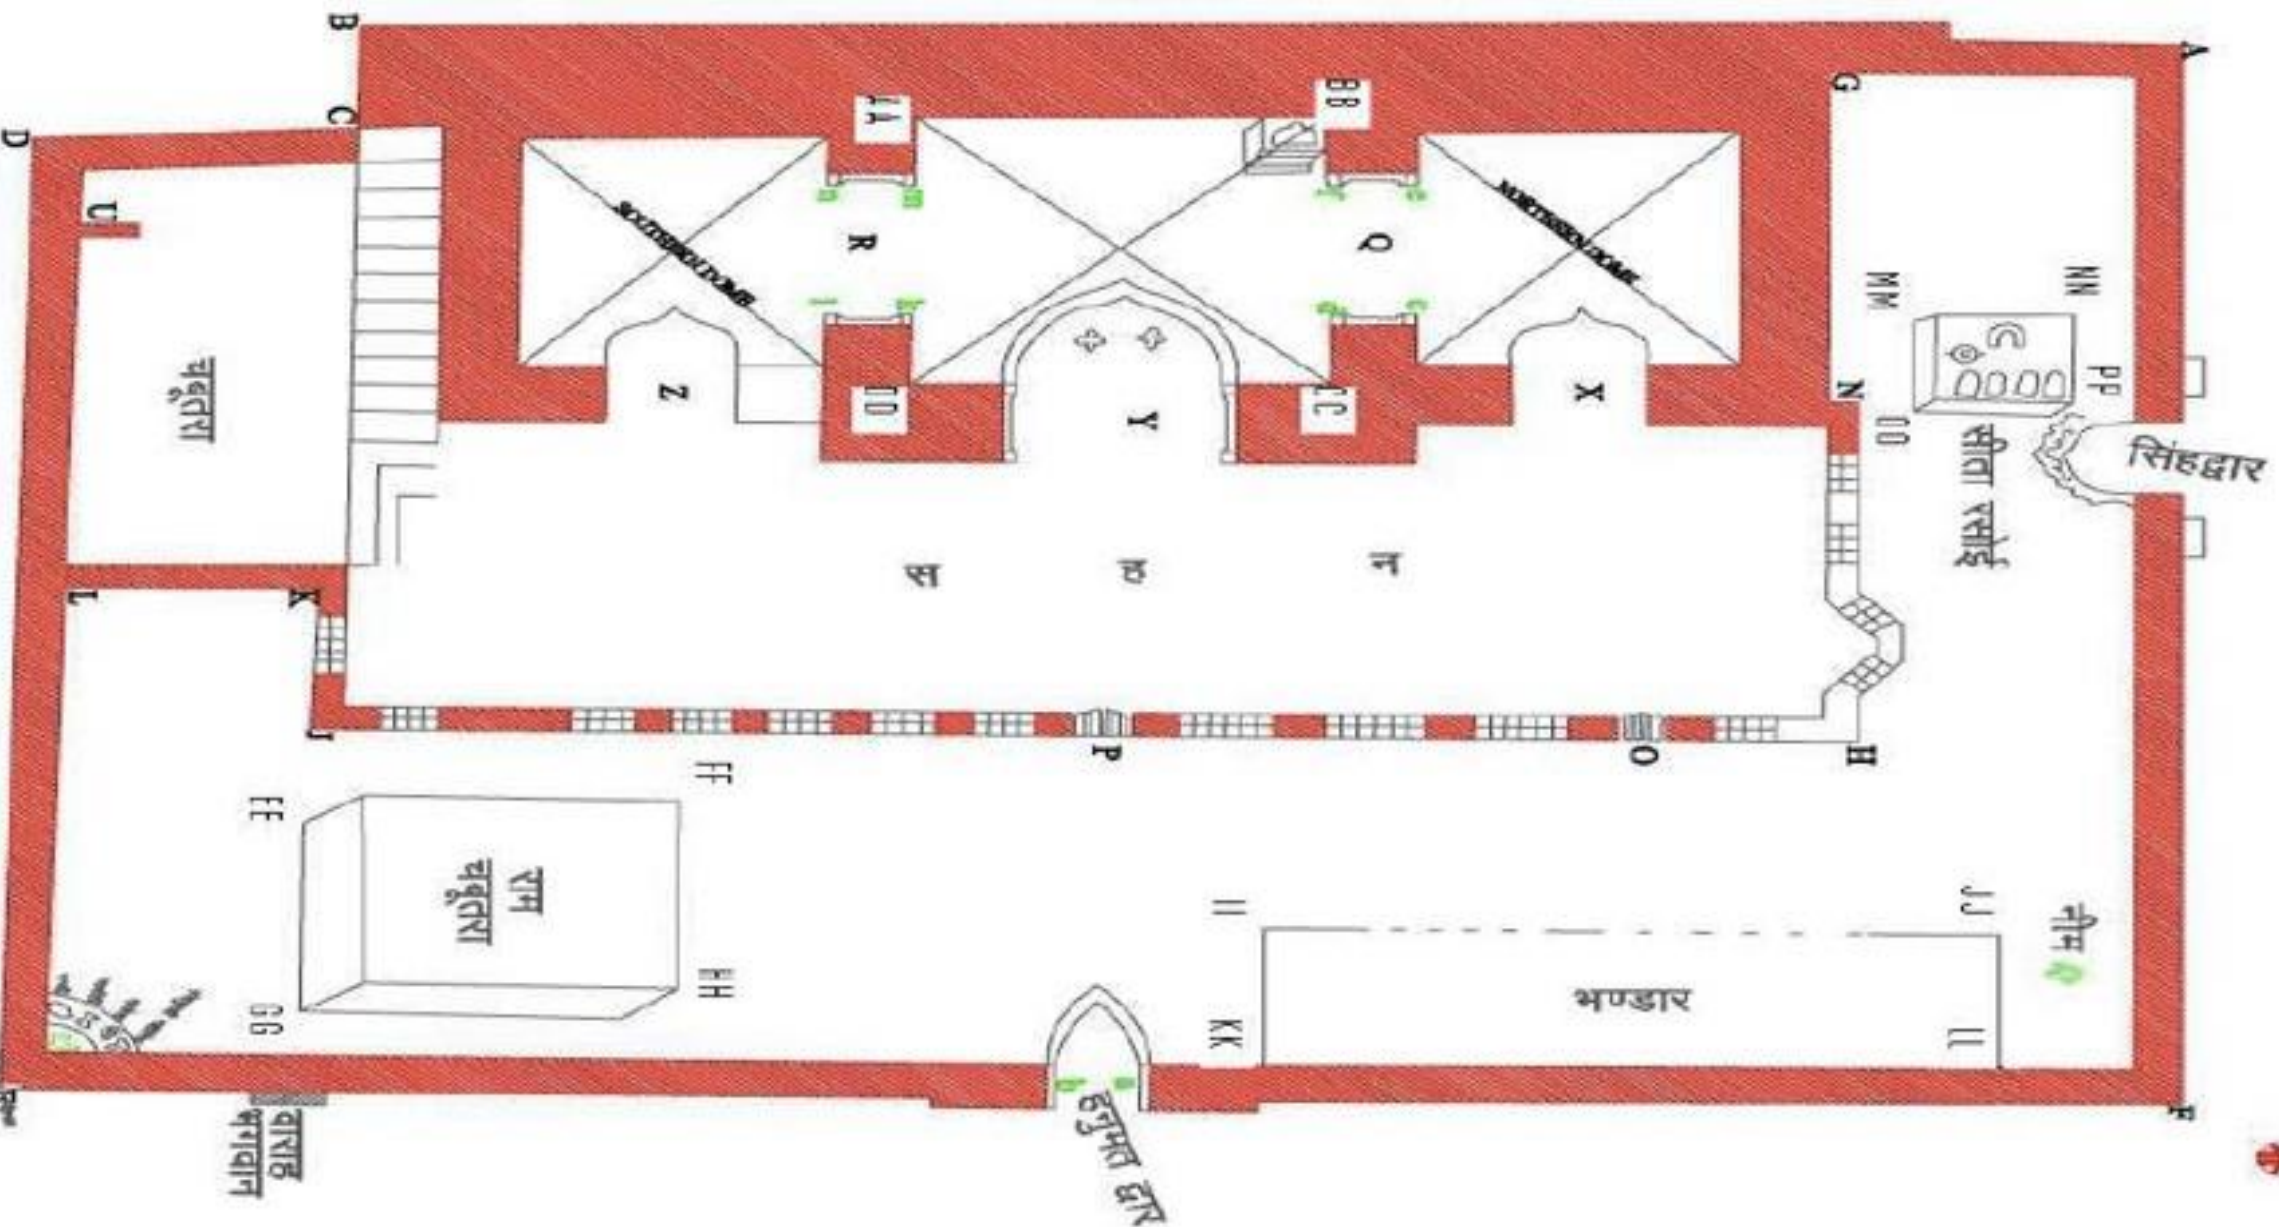 B
A
G
C
D
AA
BB
U
n
m
f
e
R
Q
SOUTHERN DOME
NORTHERN DOME
MM
NN
l
k
c
PP
Z
Y
X
N
DD
CC
OO
चबूतरा
सीता रसोई
सिंहद्वार
स
ह
न
L
K
J
P
O
H
FF
EE
राम
चबूतरा
HH
GG
II
JJ
नीम
भण्डार
KK
LL
b
a
F
हनुमत द्वार
वाराह
भगवान